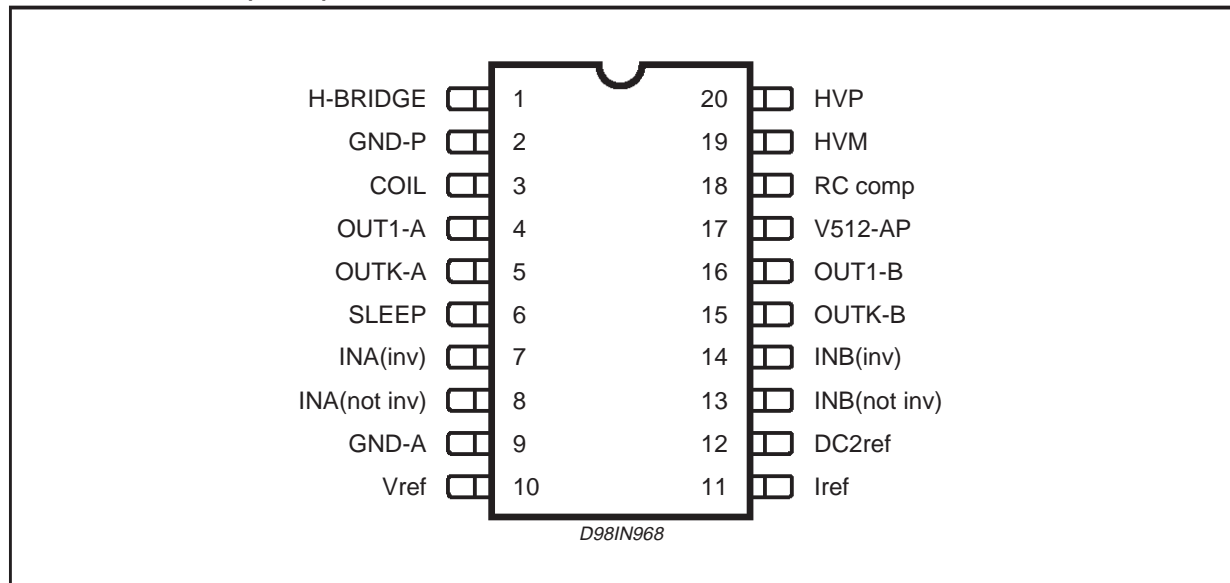 H-BRIDGE 1 20 HVP
GND-P 2 19 HVM
COIL 3 18 RC comp
OUT1-A 4 17 V512-AP
OUTK-A 5 16 OUT1-B
SLEEP 6 15 OUTK-B
INA(inv) 7 14 INB(inv)
INA(not inv) 8 13 INB(not inv)
GND-A 9 12 DC2ref
Vref 10 11 Iref
D98IN968